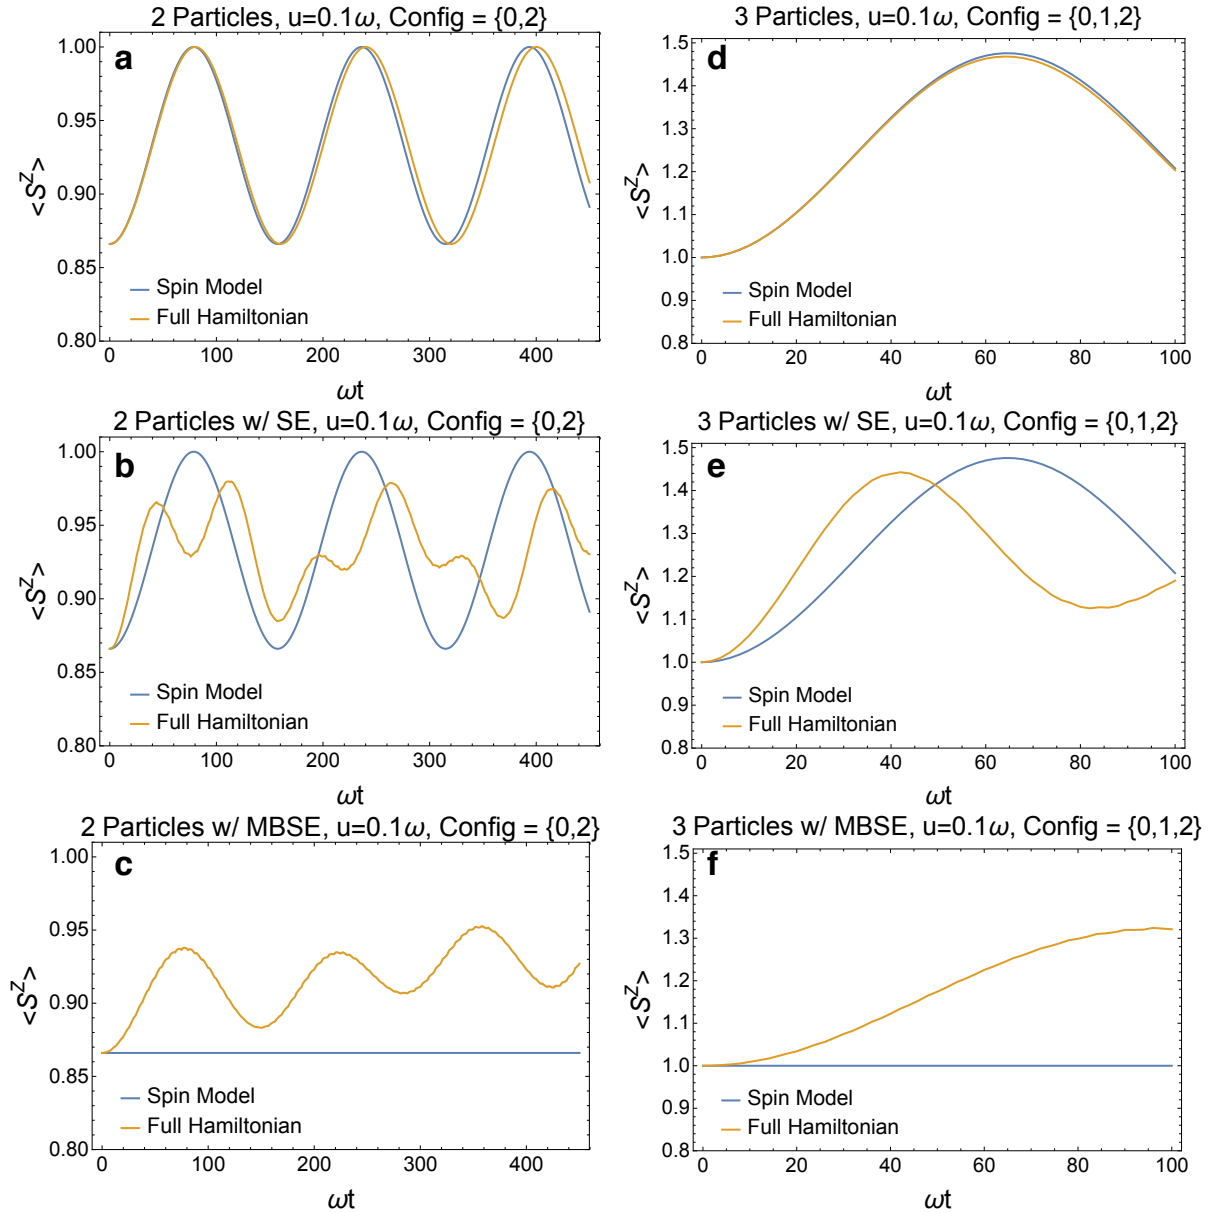 2 Particles, u=0.1ω, Config = {0,2}
a
1.00
0.95
0.90
0.85
0.80
<S^Z>
Spin Model
Full Hamiltonian
0 100 200 300 400
ωt
3 Particles, u=0.1ω, Config = {0,1,2}
d
1.5
1.4
1.3
1.2
1.1
1.0
0.9
0.8
<S^Z>
Spin Model
Full Hamiltonian
0 20 40 60 80 100
ωt
2 Particles w/ SE, u=0.1ω, Config = {0,2}
b
1.00
0.95
0.90
0.85
0.80
<S^Z>
Spin Model
Full Hamiltonian
0 100 200 300 400
ωt
3 Particles w/ SE, u=0.1ω, Config = {0,1,2}
e
1.5
1.4
1.3
1.2
1.1
1.0
0.9
0.8
<S^Z>
Spin Model
Full Hamiltonian
0 20 40 60 80 100
ωt
2 Particles w/ MBSE, u=0.1ω, Config = {0,2}
c
1.00
0.95
0.90
0.85
0.80
<S^Z>
Spin Model
Full Hamiltonian
0 100 200 300 400
ωt
3 Particles w/ MBSE, u=0.1ω, Config = {0,1,2}
f
1.5
1.4
1.3
1.2
1.1
1.0
0.9
0.8
<S^Z>
Spin Model
Full Hamiltonian
0 20 40 60 80 100
ωt